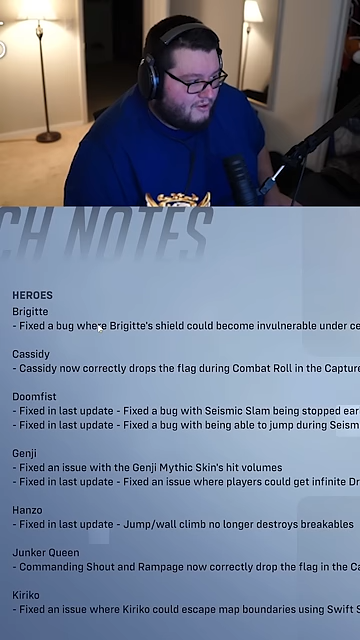 CH NOTES
HEROES
Brigitte
- Fixed a bug where Brigitte's shield could become invulnerable under ce
Cassidy
- Cassidy now correctly drops the flag during Combat Roll in the Capture
Doomfist
- Fixed in last update - Fixed a bug with Seismic Slam being stopped ear
- Fixed in last update - Fixed a bug with being able to jump during Seism
Genji
- Fixed an issue with the Genji Mythic Skin's hit volumes
- Fixed in last update - Fixed an issue where players could get infinite Dr
Hanzo
- Fixed in last update - Jump/wall climb no longer destroys breakables
Junker Queen
- Commanding Shout and Rampage now correctly drop the flag in the Ca
Kiriko
- Fixed an issue where Kiriko could escape map boundaries using Swift S